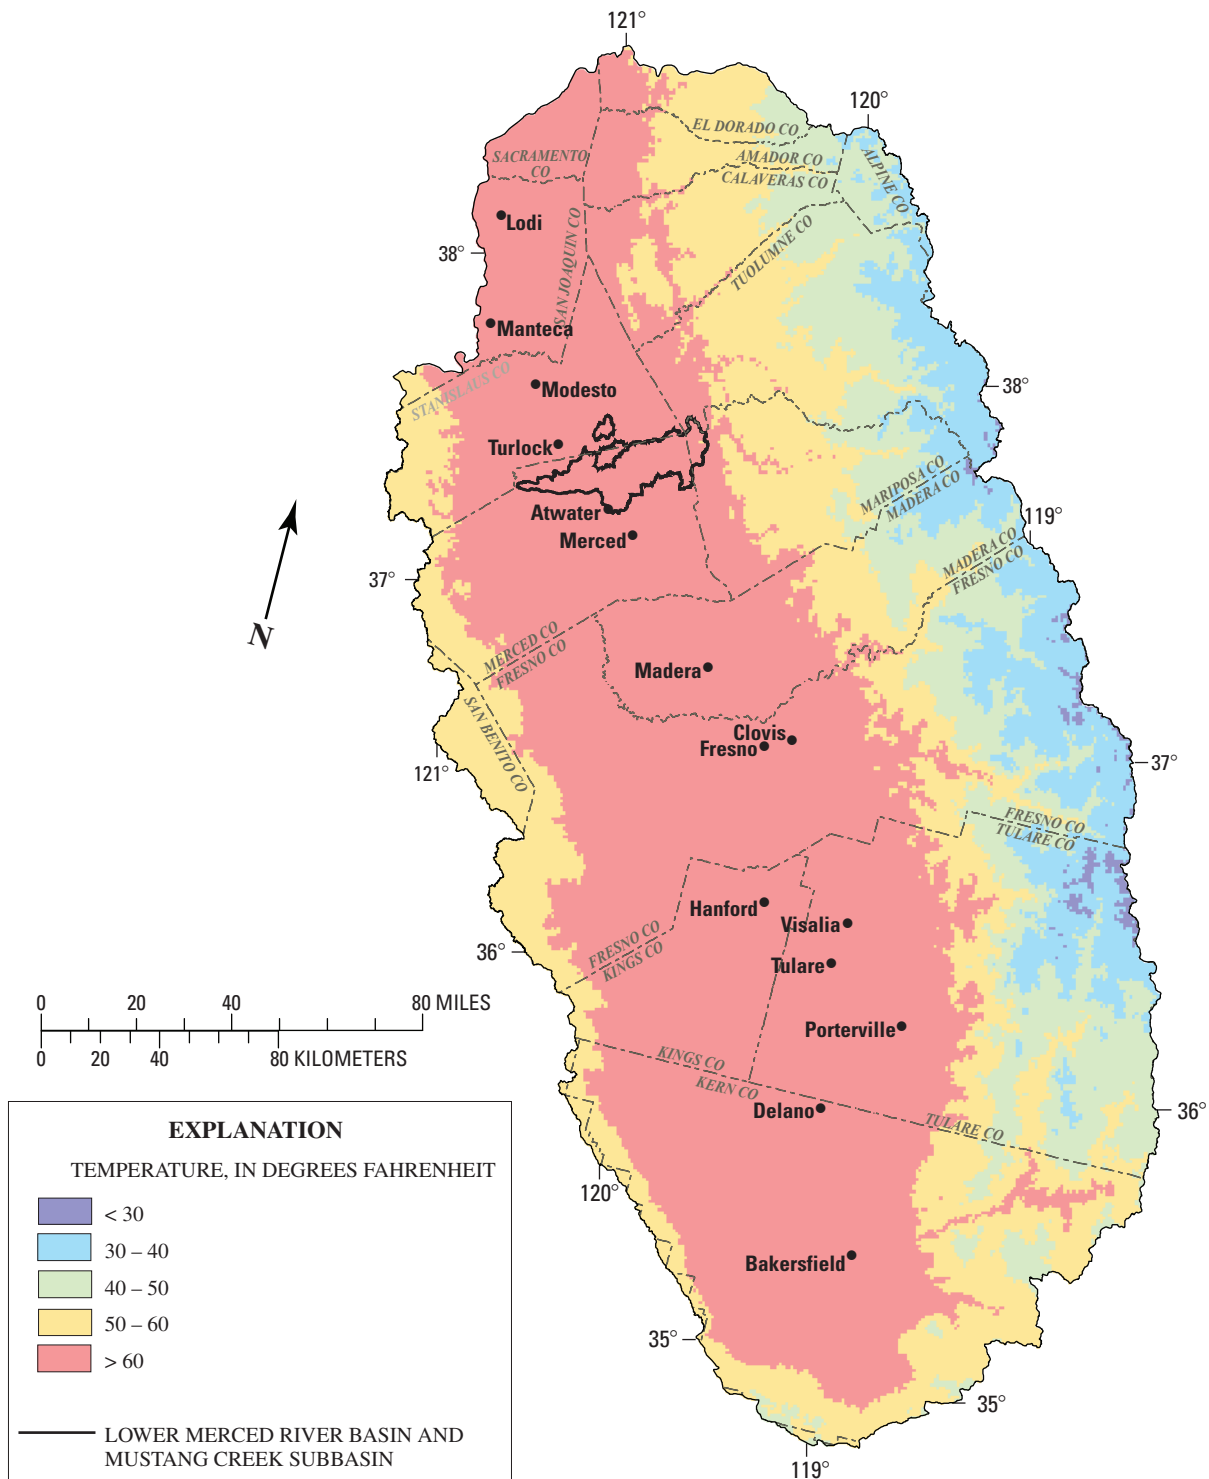 121°
120°
EL DORADO CO
AMADOR CO
CALAVERAS CO
ALPINE CO
SACRAMENTO
CO
Lodi
SAN JOAQUIN CO
TUOLUMNE CO
38°
Manteca
STANISLAUS CO
Modesto
38°
Turlock
MARIPOSA CO
MADERA CO
Atwater
Merced
119°
MADERA CO
FRESNO CO
37°
N
MERCED CO
FRESNO CO
Madera
SAN BENITO CO
Clovis
Fresno
121°
37°
FRESNO CO
TULARE CO
Hanford
Visalia
FRESNO CO
KINGS CO
36°
Tulare
0 20 40 80 MILES
0 20 40 80 KILOMETERS
Porterville
KINGS CO
KERN CO
Delano
TULARE CO
36°
120°
Bakersfield
35°
35°
119°
EXPLANATION
TEMPERATURE, IN DEGREES FAHRENHEIT
< 30
30 – 40
40 – 50
50 – 60
> 60
LOWER MERCED RIVER BASIN AND
MUSTANG CREEK SUBBASIN